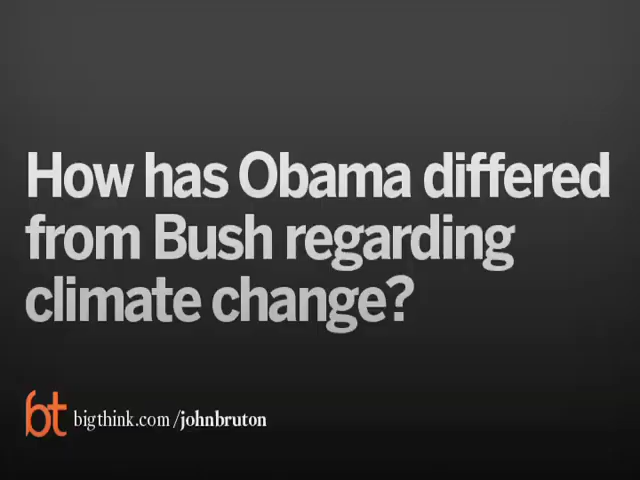 How has Obama differed
from Bush regarding
climate change?
bt bigthink.com/johnbruton